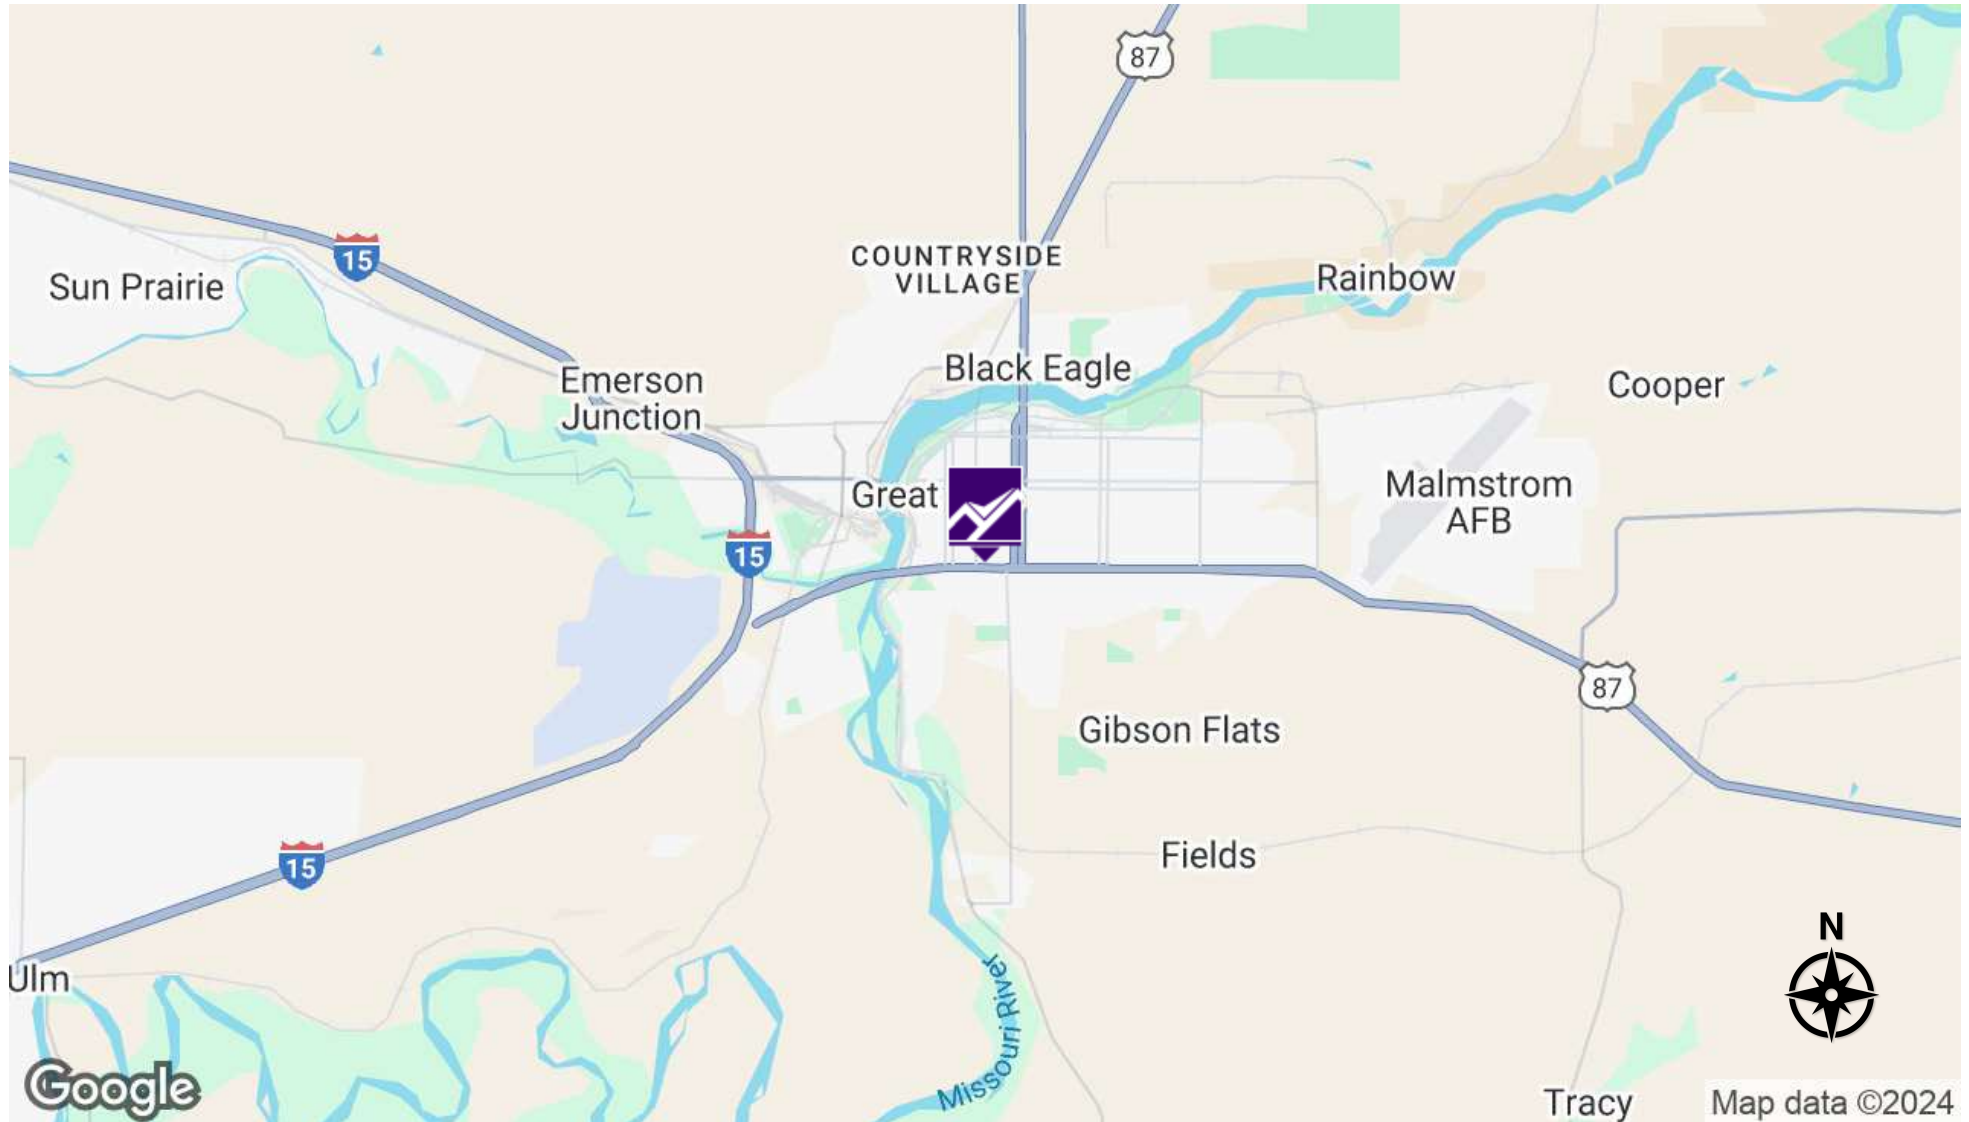 87
15
COUNTRYSIDE
VILLAGE
Sun Prairie
Rainbow
Black Eagle
Emerson
Junction
Cooper
Great
Malmstrom
AFB
15
87
Gibson Flats
Fields
15
N
Ulm
Missouri River
Google
Tracy
Map data ©2024